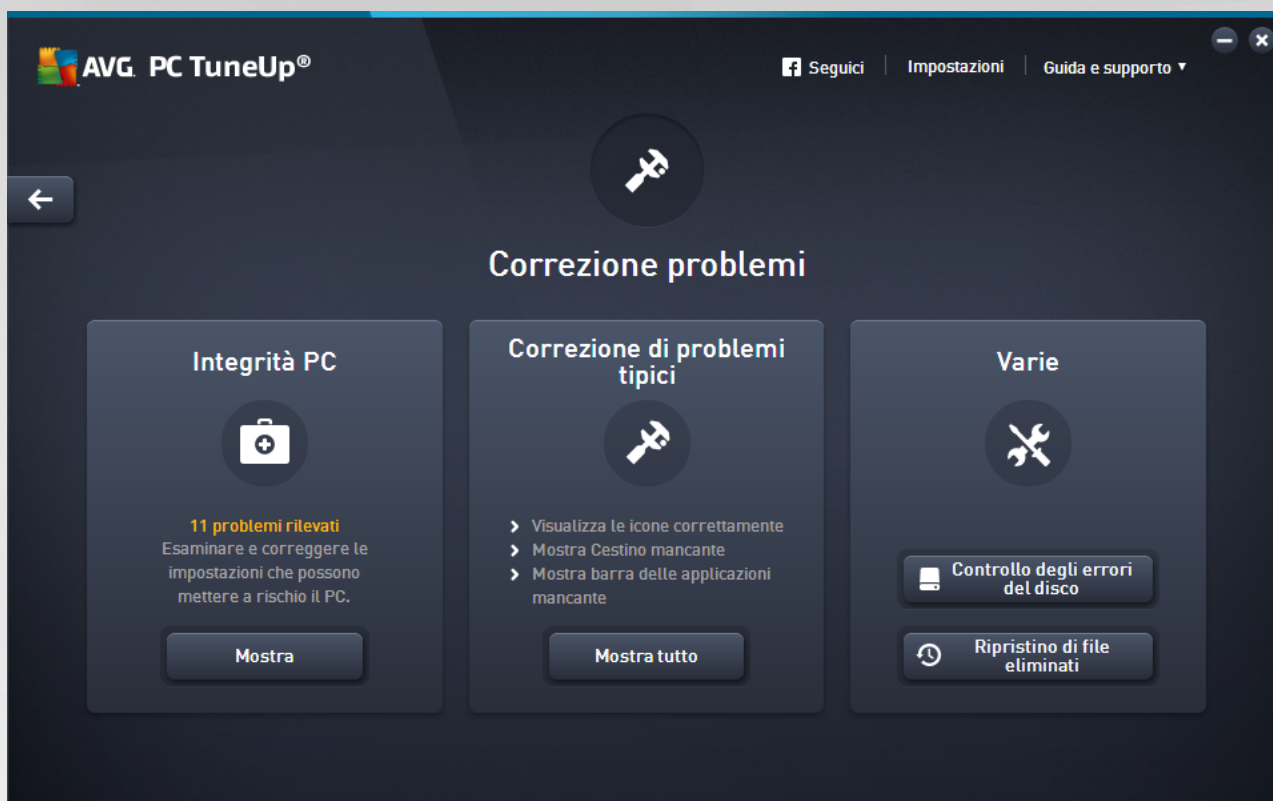 AVG. PC TuneUp®
Seguici
Impostazioni
Guida e supporto
Correzione problemi
Integrità PC
11 problemi rilevati
Esaminare e correggere le
impostazioni che possono
mettere a rischio il PC.
Mostra
Correzione di problemi
tipici
Visualizza le icone correttamente
Mostra Cestino mancante
Mostra barra delle applicazioni
mancante
Mostra tutto
Varie
Controllo degli errori
del disco
Ripristino di file
eliminati